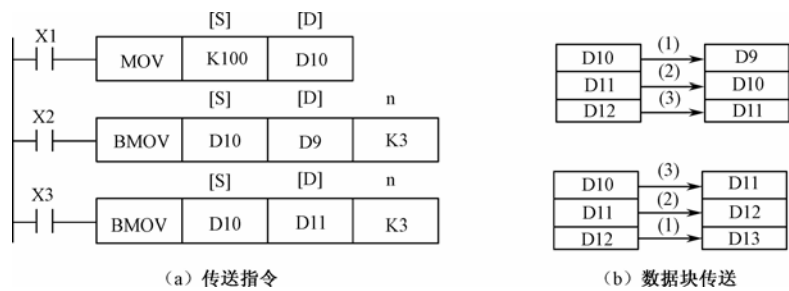 [S] [D]
X1
MOV K100 D10
[S] [D] n
X2
BMOV D10 D9 K3
[S] [D] n
X3
BMOV D10 D11 K3
(a) 传送指令
D10 (1) D9
D11 (2) D10
D12 (3) D11
D10 (3) D11
D11 (2) D12
D12 (1) D13
(b) 数据块传送